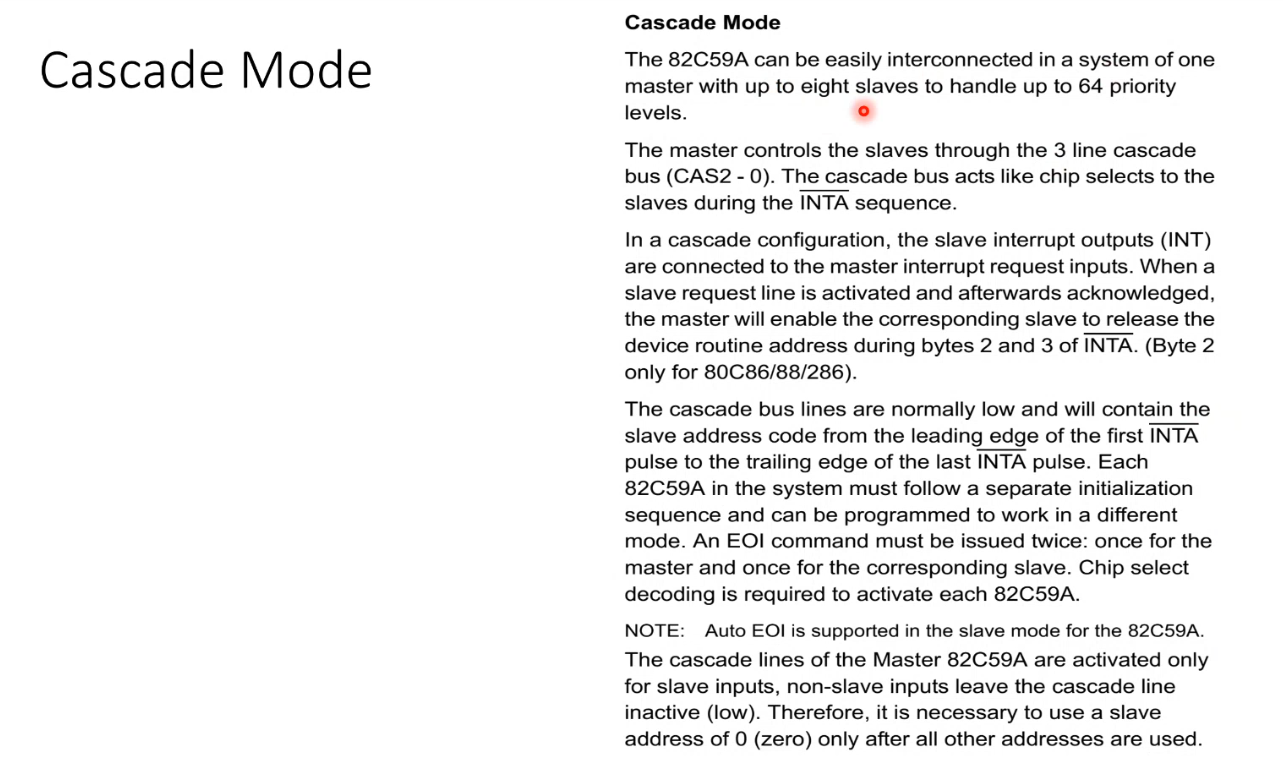 Cascade Mode
Cascade Mode
The 82C59A can be easily interconnected in a system of one
master with up to eight slaves to handle up to 64 priority
levels.
The master controls the slaves through the 3 line cascade
bus (CAS2 - 0). The cascade bus acts like chip selects to the
slaves during the INTA sequence.
In a cascade configuration, the slave interrupt outputs (INT)
are connected to the master interrupt request inputs. When a
slave request line is activated and afterwards acknowledged,
the master will enable the corresponding slave to release the
device routine address during bytes 2 and 3 of INTA. (Byte 2
only for 80C86/88/286).
The cascade bus lines are normally low and will contain the
slave address code from the leading edge of the first INTA
pulse to the trailing edge of the last INTA pulse. Each
82C59A in the system must follow a separate initialization
sequence and can be programmed to work in a different
mode. An EOI command must be issued twice: once for the
master and once for the corresponding slave. Chip select
decoding is required to activate each 82C59A.
NOTE: Auto EOI is supported in the slave mode for the 82C59A.
The cascade lines of the Master 82C59A are activated only
for slave inputs, non-slave inputs leave the cascade line
inactive (low). Therefore, it is necessary to use a slave
address of 0 (zero) only after all other addresses are used.